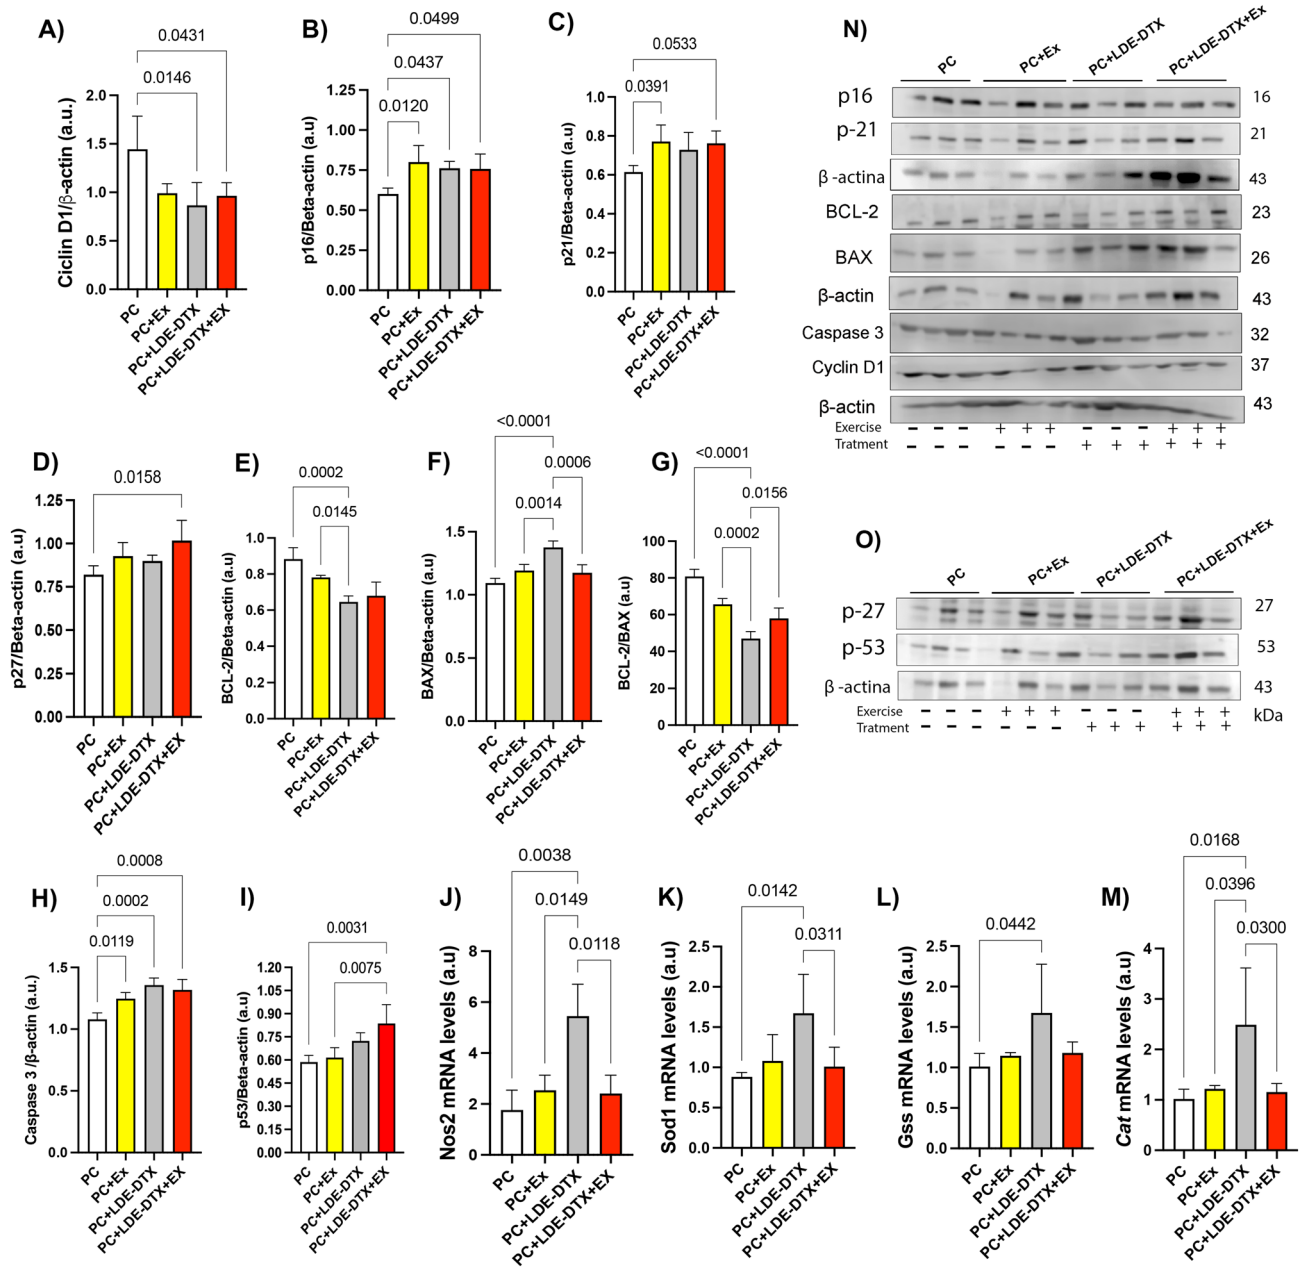 A)
0.0431
0.0146
Ciclin D1/β-actin (a.u.)
2.0
1.5
1.0
0.5
0.0
PC
PC+Ex
PC+LDE-DTX
PC+LDE-DTX+EX
B)
0.0499
0.0437
0.0120
p16/Beta-actin (a.u)
1.25
1.00
0.75
0.50
0.25
0.00
PC
PC+Ex
PC+LDE-DTX
PC+LDE-DTX+EX
C)
0.0533
0.0391
p21/Beta-actin (a.u)
1.0
0.8
0.6
0.4
0.2
0.0
PC
PC+Ex
PC+LDE-DTX
PC+LDE-DTX+EX
N)
PC PC+Ex PC+LDE-DTX PC+LDE-DTX+Ex
p16 16
p-21 21
β -actina 43
BCL-2 23
BAX 26
β-actin 43
Caspase 3 32
Cyclin D1 37
β-actin 43
Exercise - - - + + + - - - + + +
Tratment - - - - - - + + + + + +
D)
0.0158
p27/Beta-actin (a.u)
1.25
1.00
0.75
0.50
0.25
0.00
PC
PC+Ex
PC+LDE-DTX
PC+LDE-DTX+EX
E)
0.0002
0.0145
BCL-2/Beta-actin (a.u)
1.0
0.8
0.6
0.4
0.2
0.0
PC
PC+Ex
PC+LDE-DTX
PC+LDE-DTX+EX
F)
<0.0001
0.0006
0.0014
BAX/Beta-actin (a.u)
1.5
1.0
0.5
0.0
PC
PC+Ex
PC+LDE-DTX
PC+LDE-DTX+EX
G)
<0.0001
0.0156
0.0002
BCL-2/BAX (a.u)
100
80
60
40
20
0
PC
PC+Ex
PC+LDE-DTX
PC+LDE-DTX+EX
O)
PC PC+Ex PC+LDE-DTX PC+LDE-DTX+Ex
p-27 27
p-53 53
β -actina 43
kDa
Exercise - - - + + + - - - + + +
Tratment - - - - - - + + + + + +
H)
0.0008
0.0002
0.0119
Caspase 3 /β-actin (a.u.)
1.5
1.0
0.5
0.0
PC
PC+Ex
PC+LDE-DTX
PC+LDE-DTX+EX
I)
0.0031
0.0075
p53/Beta-actin (a.u)
1.20
1.05
0.90
0.75
0.60
0.45
0.30
0.15
0.00
PC
PC+Ex
PC+LDE-DTX
PC+LDE-DTX+EX
J)
0.0038
0.0149
0.0118
Nos2 mRNA levels (a.u)
8
6
4
2
0
PC
PC+Ex
PC+LDE-DTX
PC+LDE-DTX+EX
K)
0.0142
0.0311
Sod1 mRNA levels (a.u)
2.5
2.0
1.5
1.0
0.5
0.0
PC
PC+Ex
PC+LDE-DTX
PC+LDE-DTX+EX
L)
0.0442
Gss mRNA levels (a.u)
2.5
2.0
1.5
1.0
0.5
0.0
PC
PC+Ex
PC+LDE-DTX
PC+LDE-DTX+EX
M)
0.0168
0.0396
0.0300
Cat mRNA levels (a.u)
4
3
2
1
0
PC
PC+Ex
PC+LDE-DTX
PC+LDE-DTX+EX